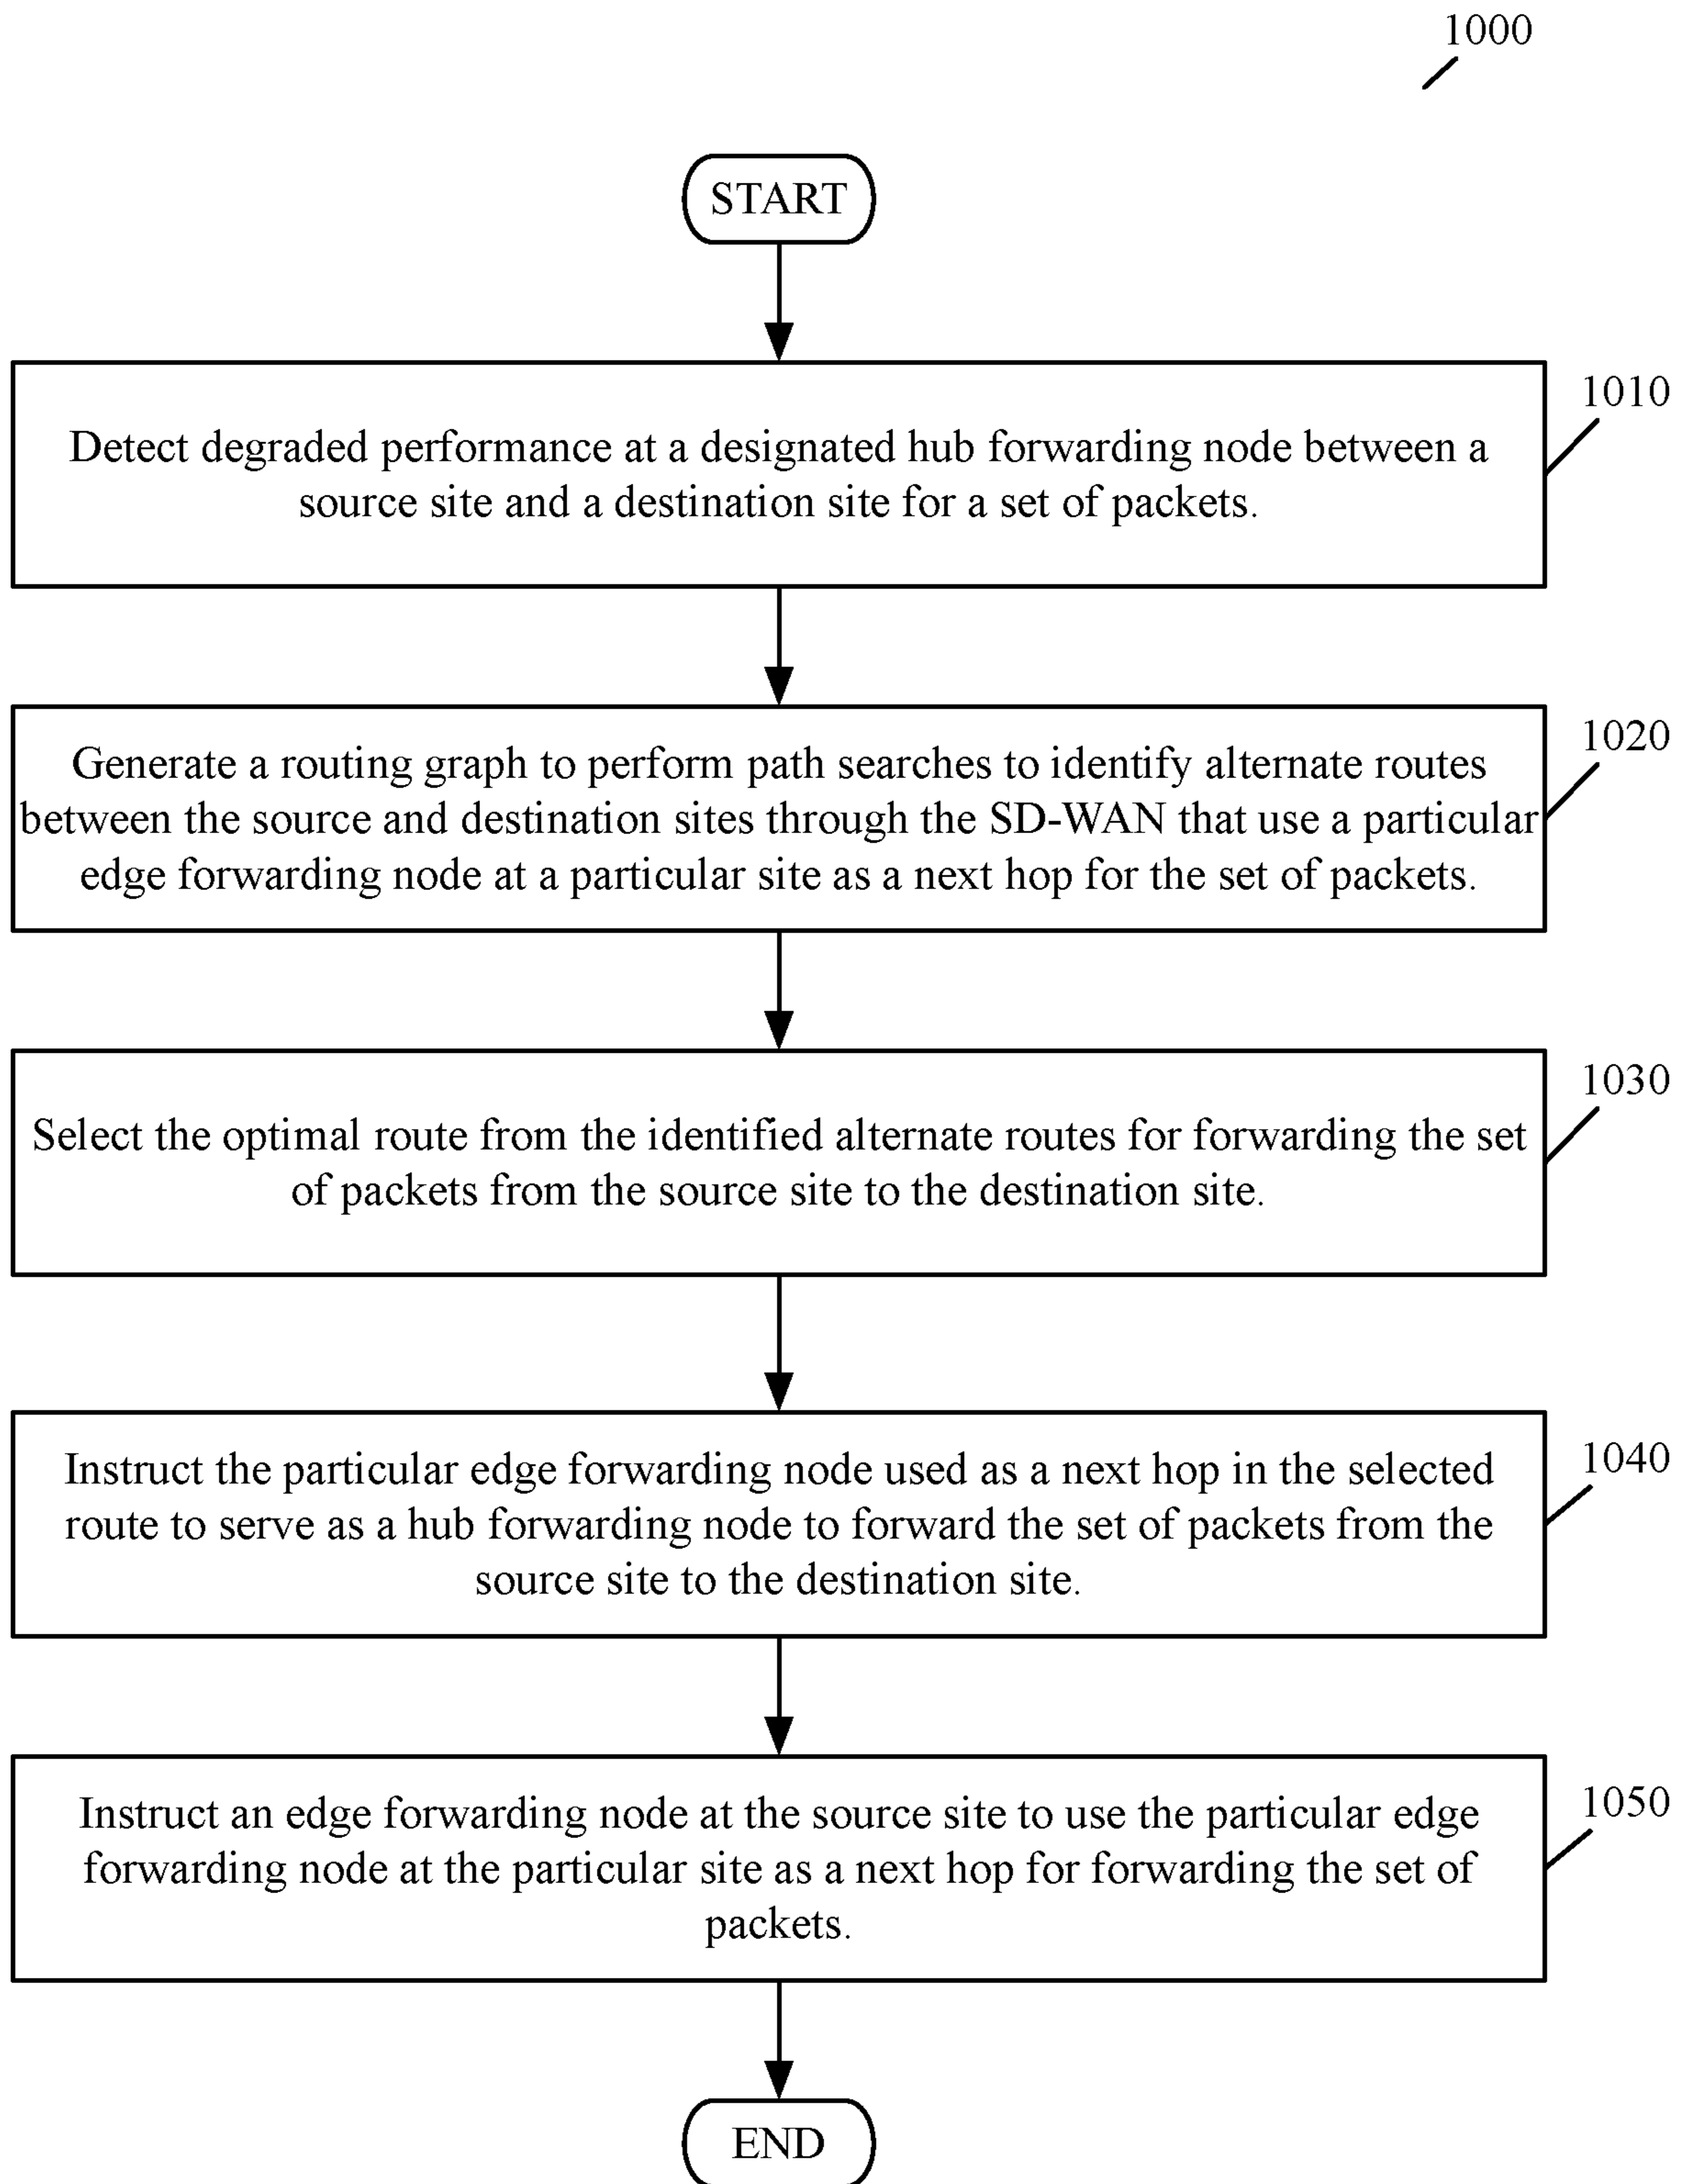 1000
START
1010
Detect degraded performance at a designated hub forwarding node between a
source site and a destination site for a set of packets.
1020
Generate a routing graph to perform path searches to identify alternate routes
between the source and destination sites through the SD-WAN that use a particular
edge forwarding node at a particular site as a next hop for the set of packets.
1030
Select the optimal route from the identified alternate routes for forwarding the set
of packets from the source site to the destination site.
1040
Instruct the particular edge forwarding node used as a next hop in the selected
route to serve as a hub forwarding node to forward the set of packets from the
source site to the destination site.
1050
Instruct an edge forwarding node at the source site to use the particular edge
forwarding node at the particular site as a next hop for forwarding the set of
packets.
END